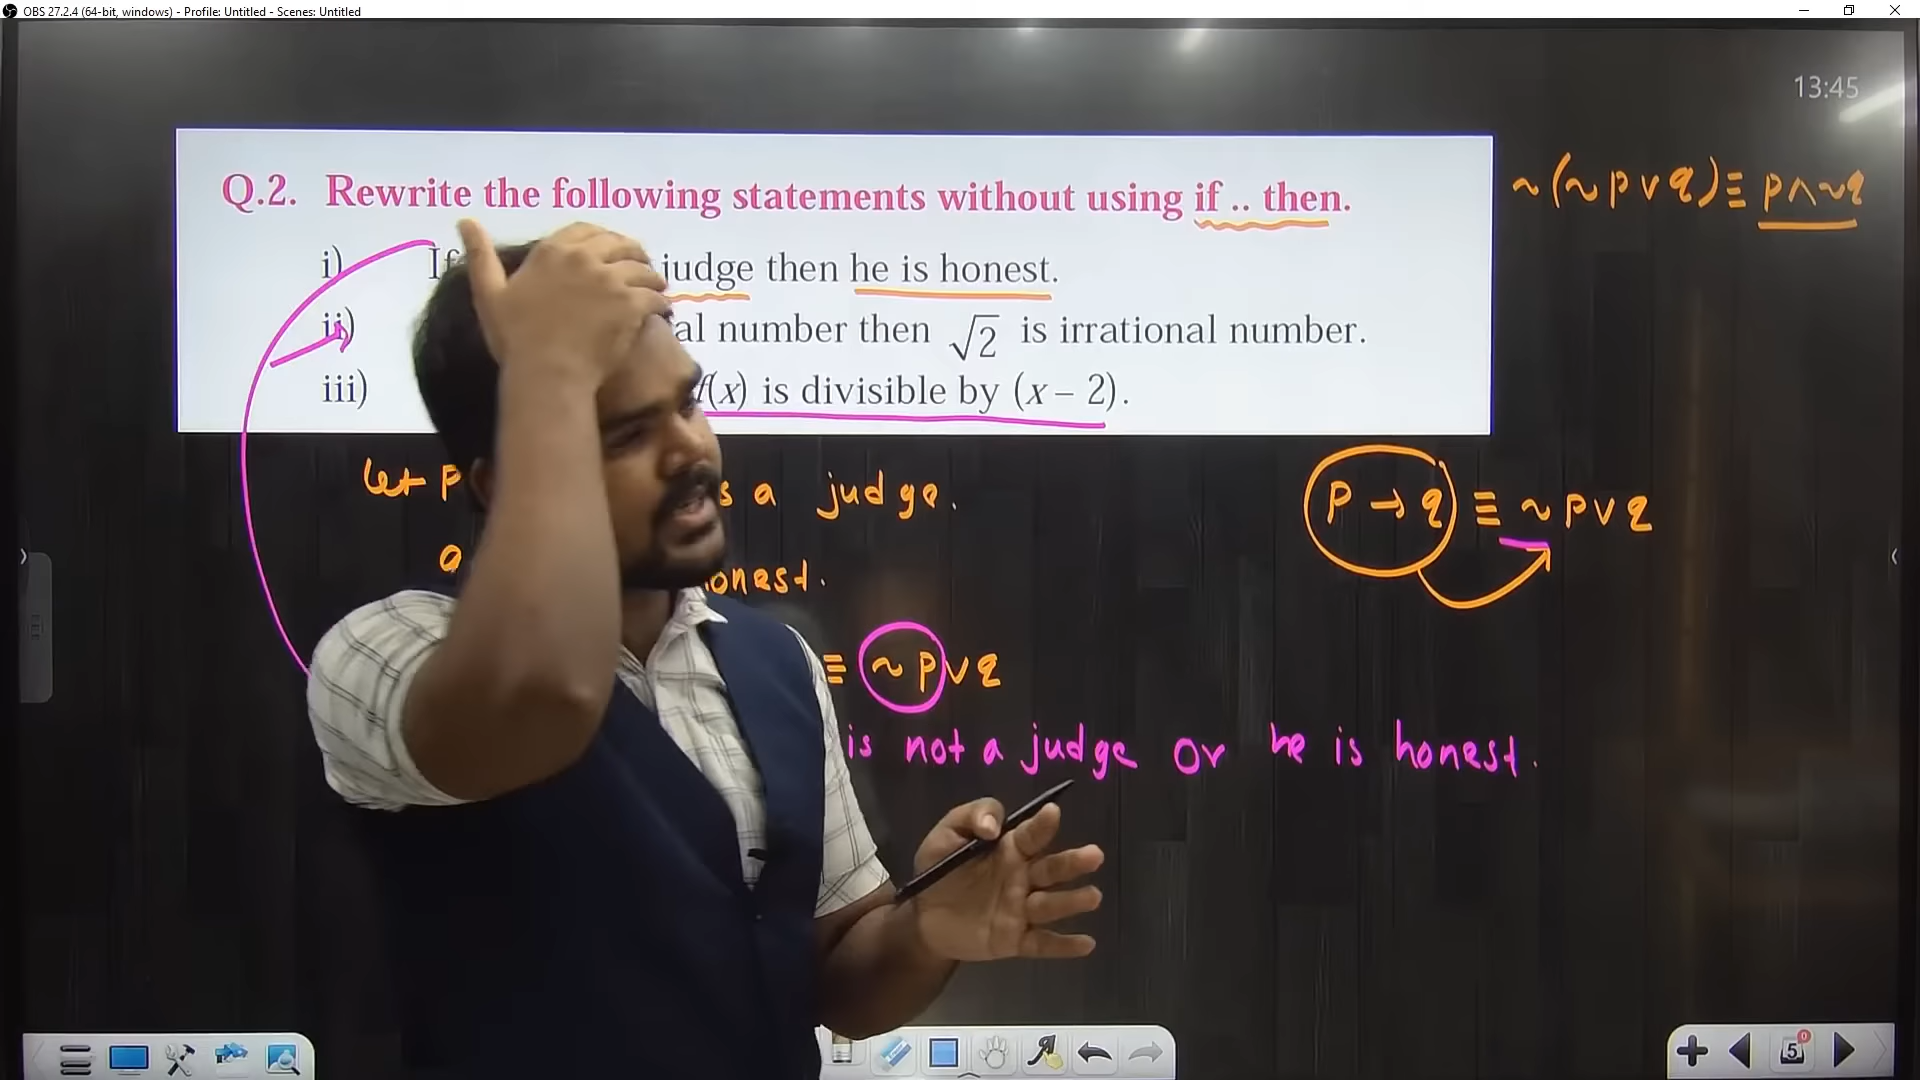 OBS 27.2.4 (64-bit, windows) - Profile: Untitled - Scenes: Untitled
13:45
Q.2. Rewrite the following statements without using if .. then.
~(~p∨q)≡p∧~q
i) If judge then he is honest.
ii) number then √2 is irrational number.
iii) f(x) is divisible by (x – 2).
let p a judge.
p→q≡~p∨q
≡~p∨q
is not a judge or he is honest.
5
0